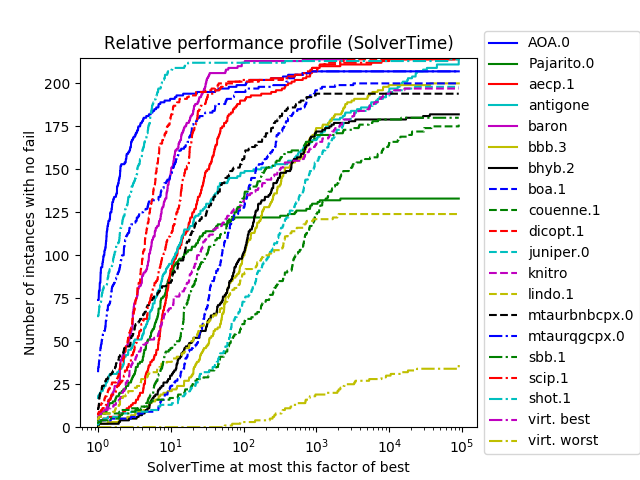 Relative performance profile (SolverTime)
Number of instances with no fail
200
175
150
125
100
75
50
25
0
10^0
10^1
10^2
10^3
10^4
10^5
SolverTime at most this factor of best
AOA.0
Pajarito.0
aecp.1
antigone
baron
bbb.3
bhyb.2
boa.1
couenne.1
dicopt.1
juniper.0
knitro
lindo.1
mtaurbnbcpx.0
mtaurqgcpx.0
sbb.1
scip.1
shot.1
virt. best
virt. worst